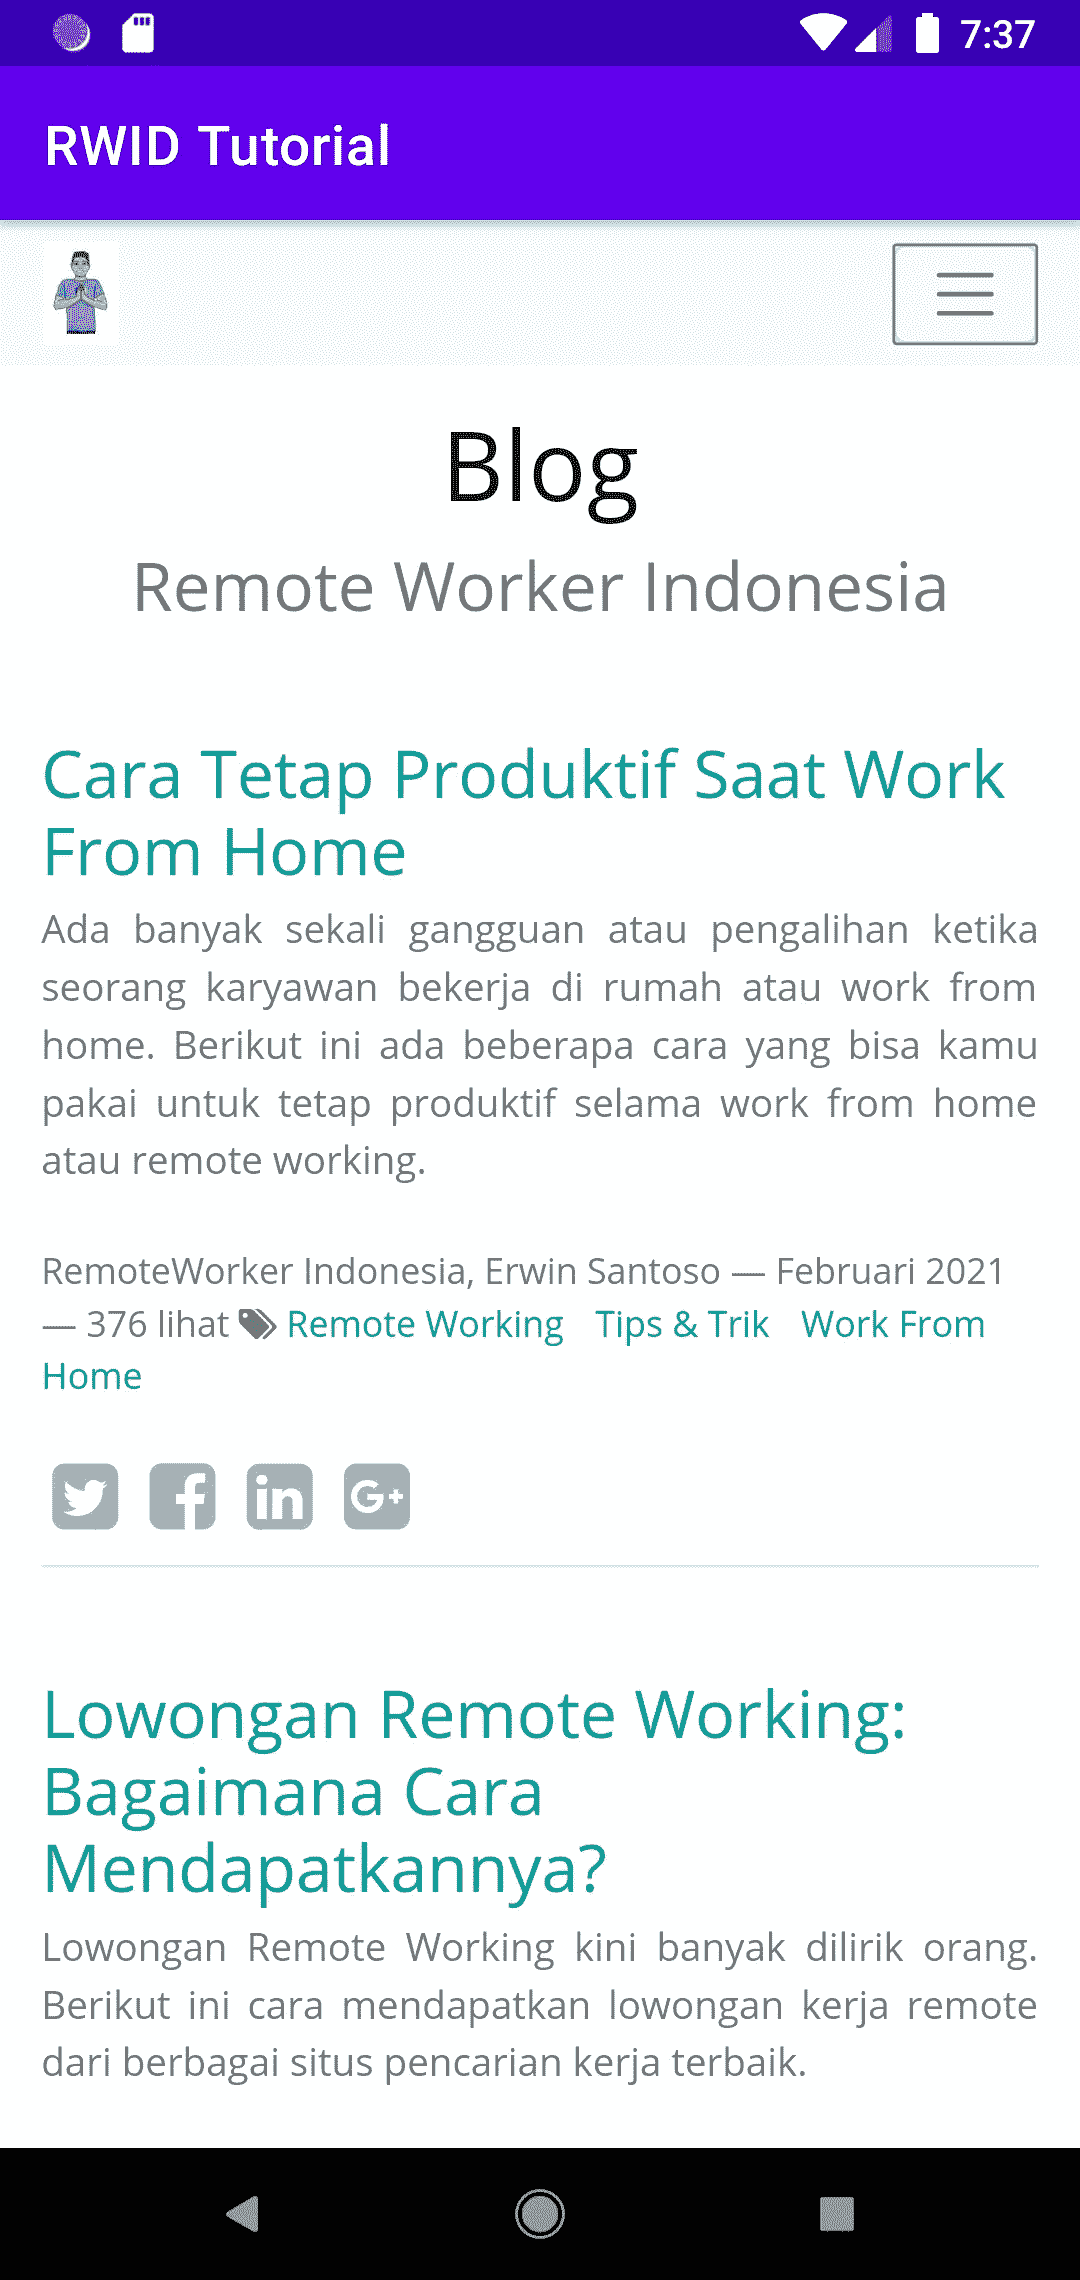 7:37
RWID Tutorial
Blog
Remote Worker Indonesia
Cara Tetap Produktif Saat Work
From Home
Ada banyak sekali gangguan atau pengalihan ketika
seorang karyawan bekerja di rumah atau work from
home. Berikut ini ada beberapa cara yang bisa kamu
pakai untuk tetap produktif selama work from home
atau remote working.
RemoteWorker Indonesia, Erwin Santoso — Februari 2021
— 376 lihat Remote Working Tips & Trik Work From
Home
G+
Lowongan Remote Working:
Bagaimana Cara
Mendapatkannya?
Lowongan Remote Working kini banyak dilirik orang.
Berikut ini cara mendapatkan lowongan kerja remote
dari berbagai situs pencarian kerja terbaik.